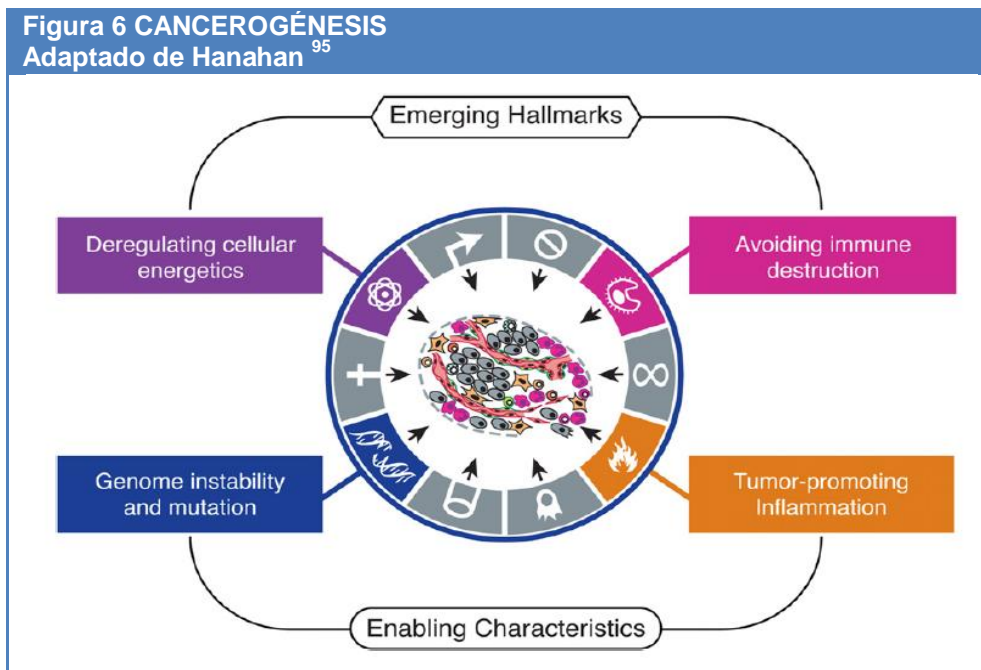 Figura 6 CANCEROGÉNESIS
Adaptado de Hanahan 95
Emerging Hallmarks
Deregulating cellular
energetics
Avoiding immune
destruction
Genome instability
and mutation
Tumor-promoting
Inflammation
Enabling Characteristics